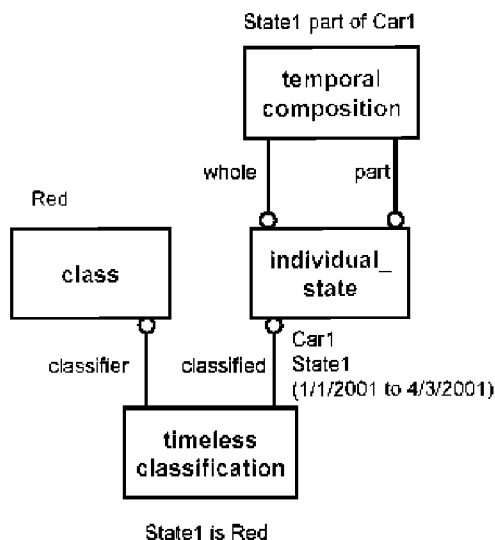 State1 part of Car1
temporal
composition
whole
part
Red
class
individual_
state
classifier
classified
Car1
State1
(1/1/2001 to 4/3/2001)
timeless
classification
State1 is Red